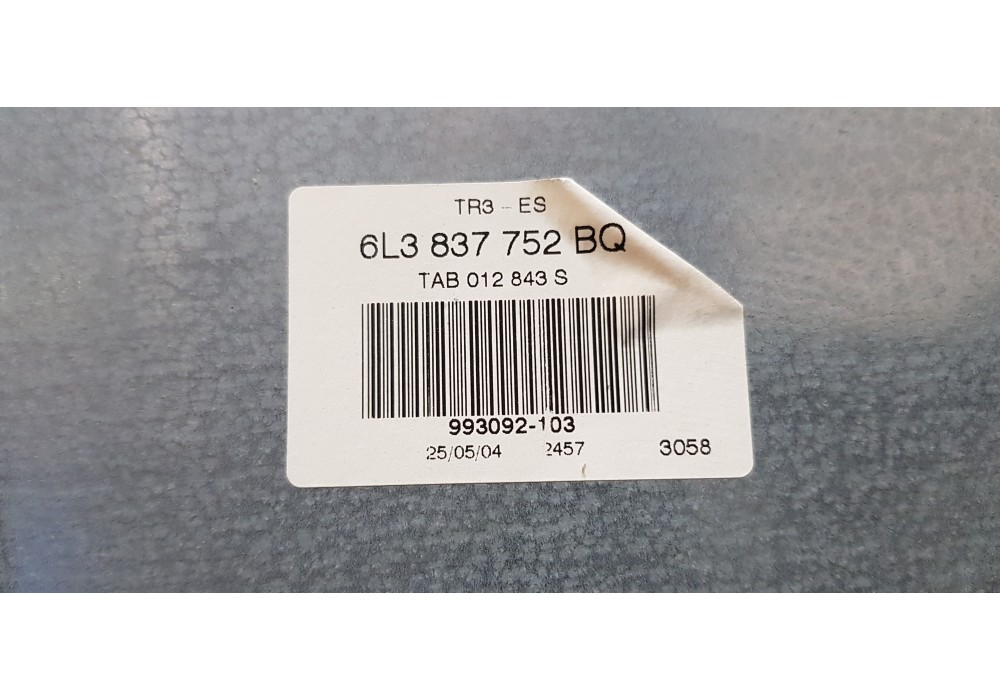 TR3 - ES
6L3 837 752 BQ
TAB 012 843 S
993092-103
25/05/04 2457 3058